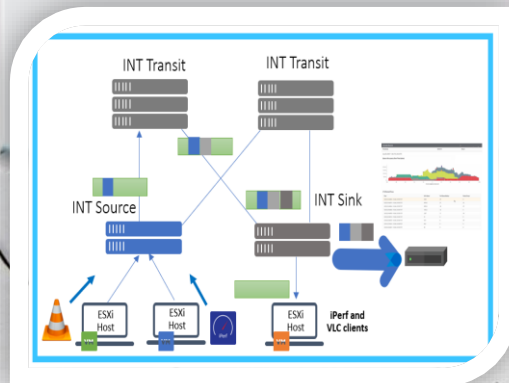 INT Transit
INT Transit
INT Source
INT Sink
ESXi
Host
ESXi
Host
ESXi
Host
iPerf and
VLC clients